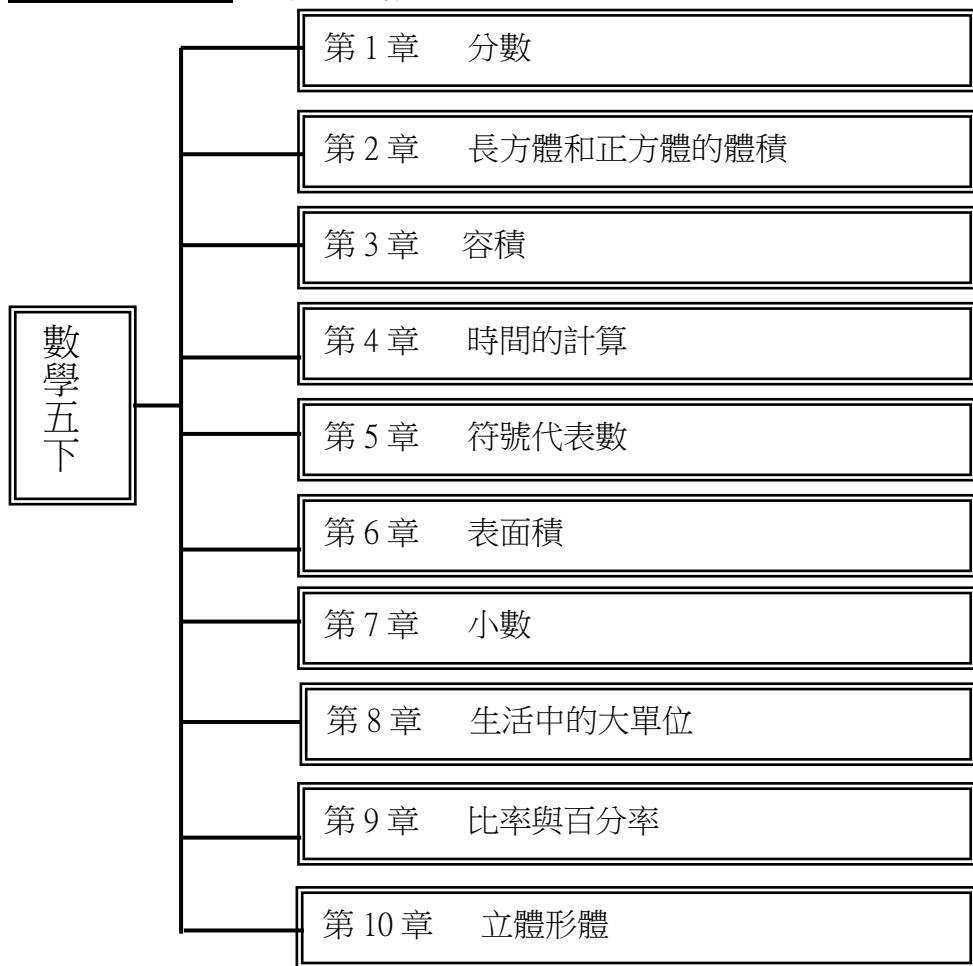 數學五下
第1章 分數
第2章 長方體和正方體的體積
第3章 容積
第4章 時間的計算
第5章 符號代表數
第6章 表面積
第7章 小數
第8章 生活中的大單位
第9章 比率與百分率
第10章 立體形體